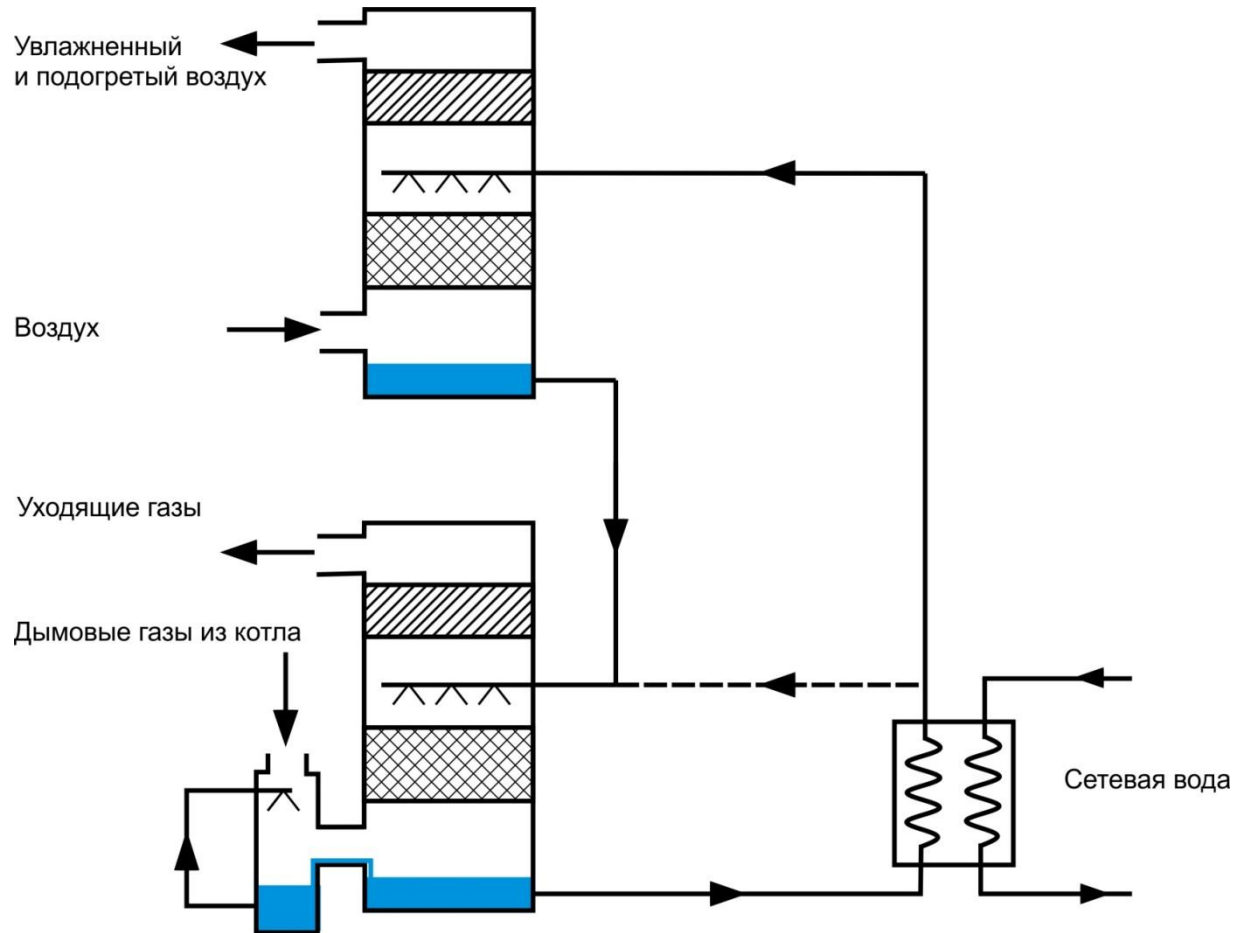 Увлажненный
и подогретый воздух
Воздух
Уходящие газы
Дымовые газы из котла
Сетевая вода